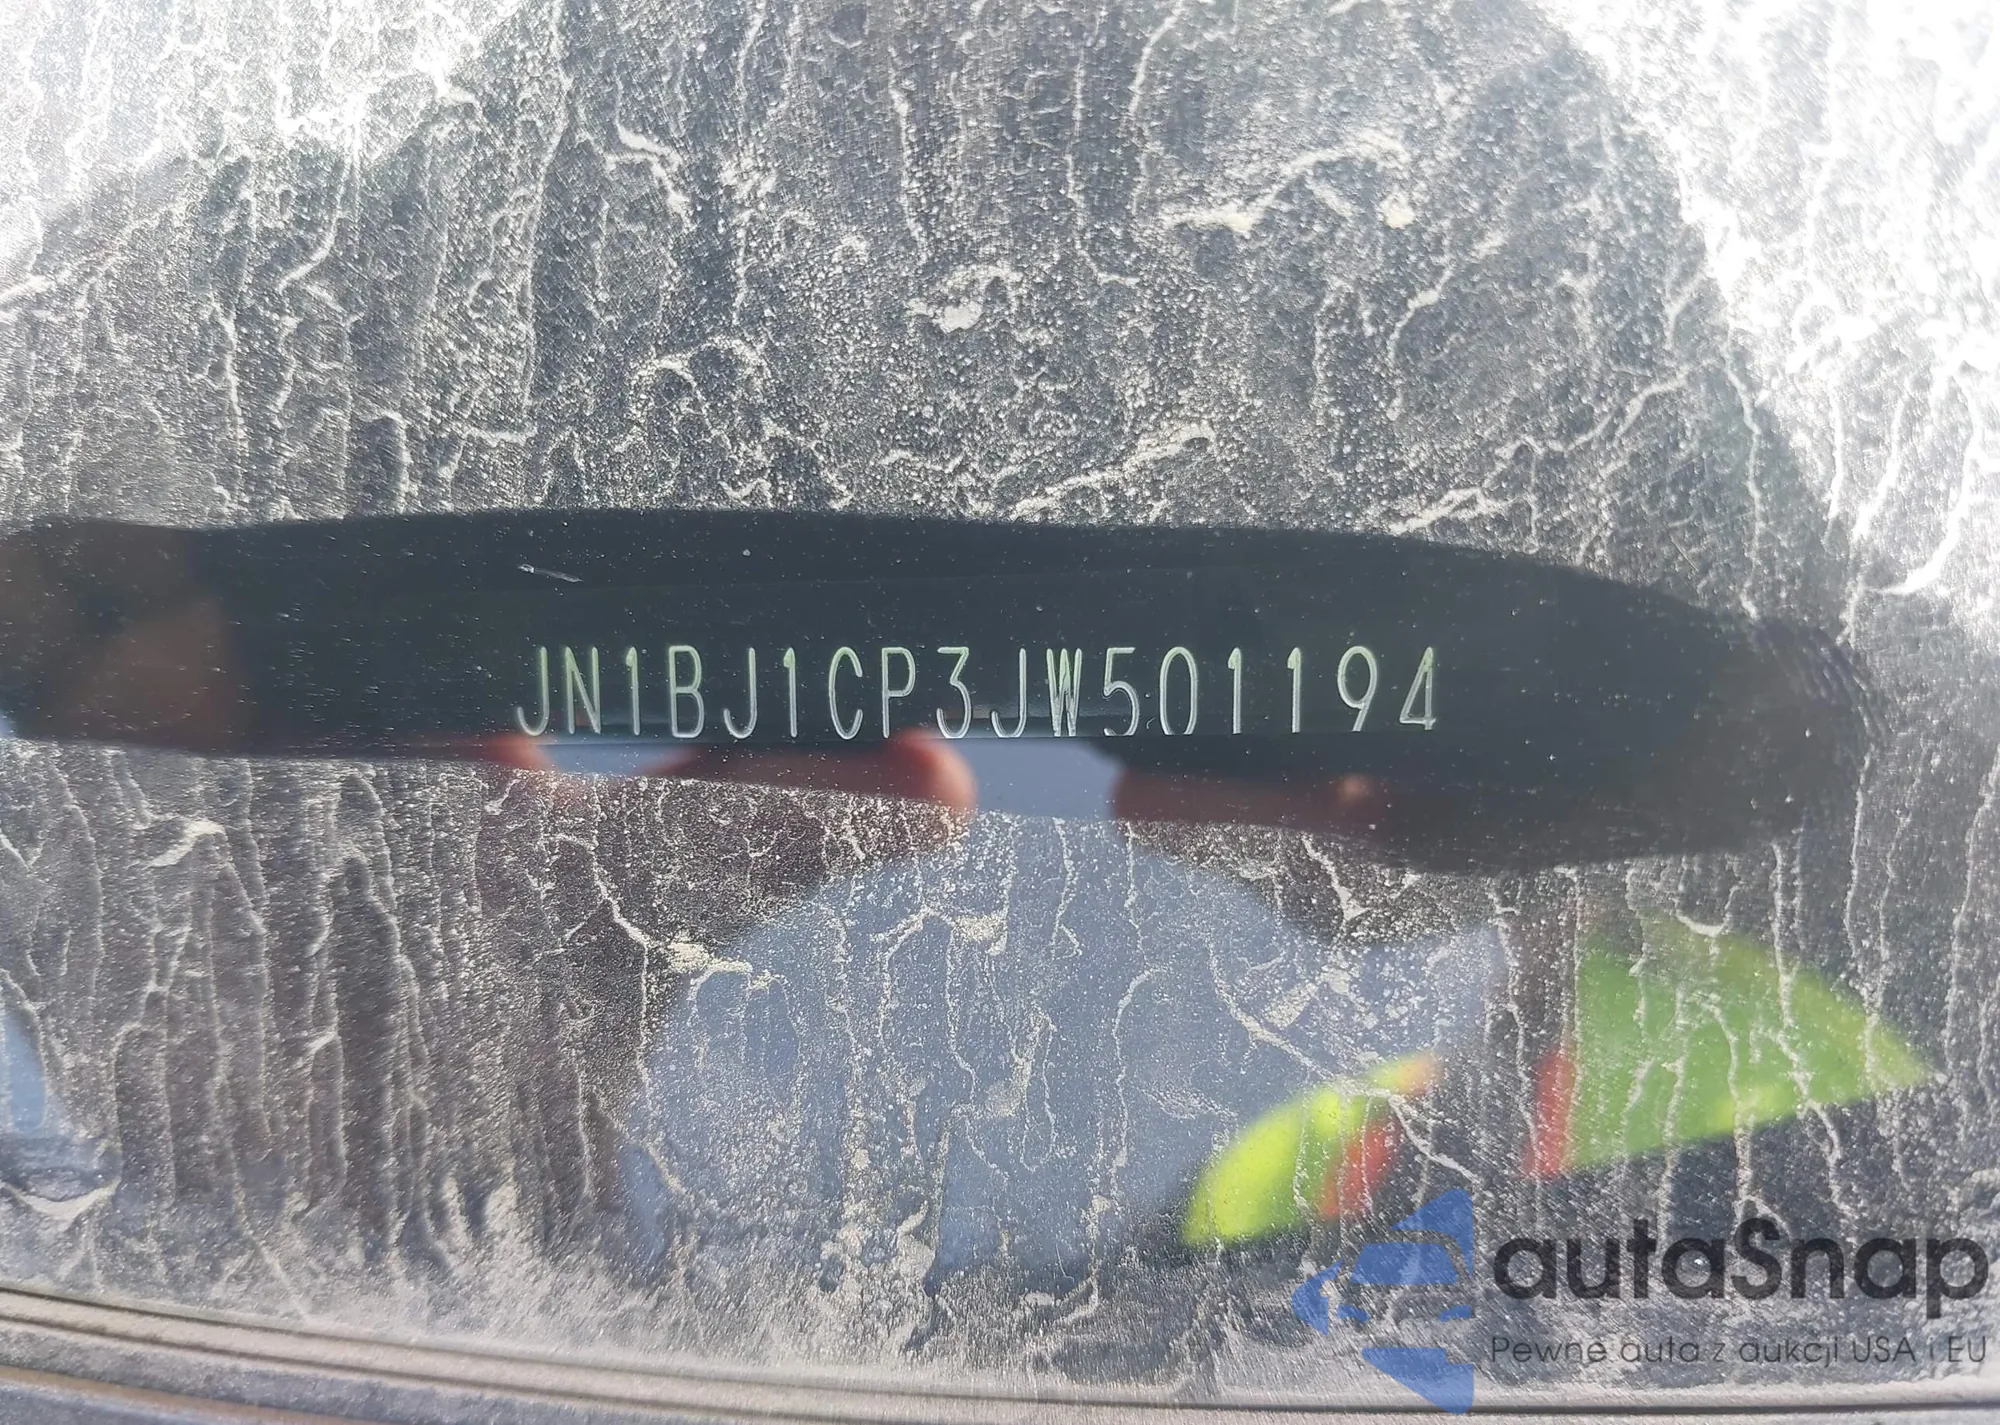 JN1BJ1CP3JW501194
autaSnap
Pewne auta z aukcji USA i EU